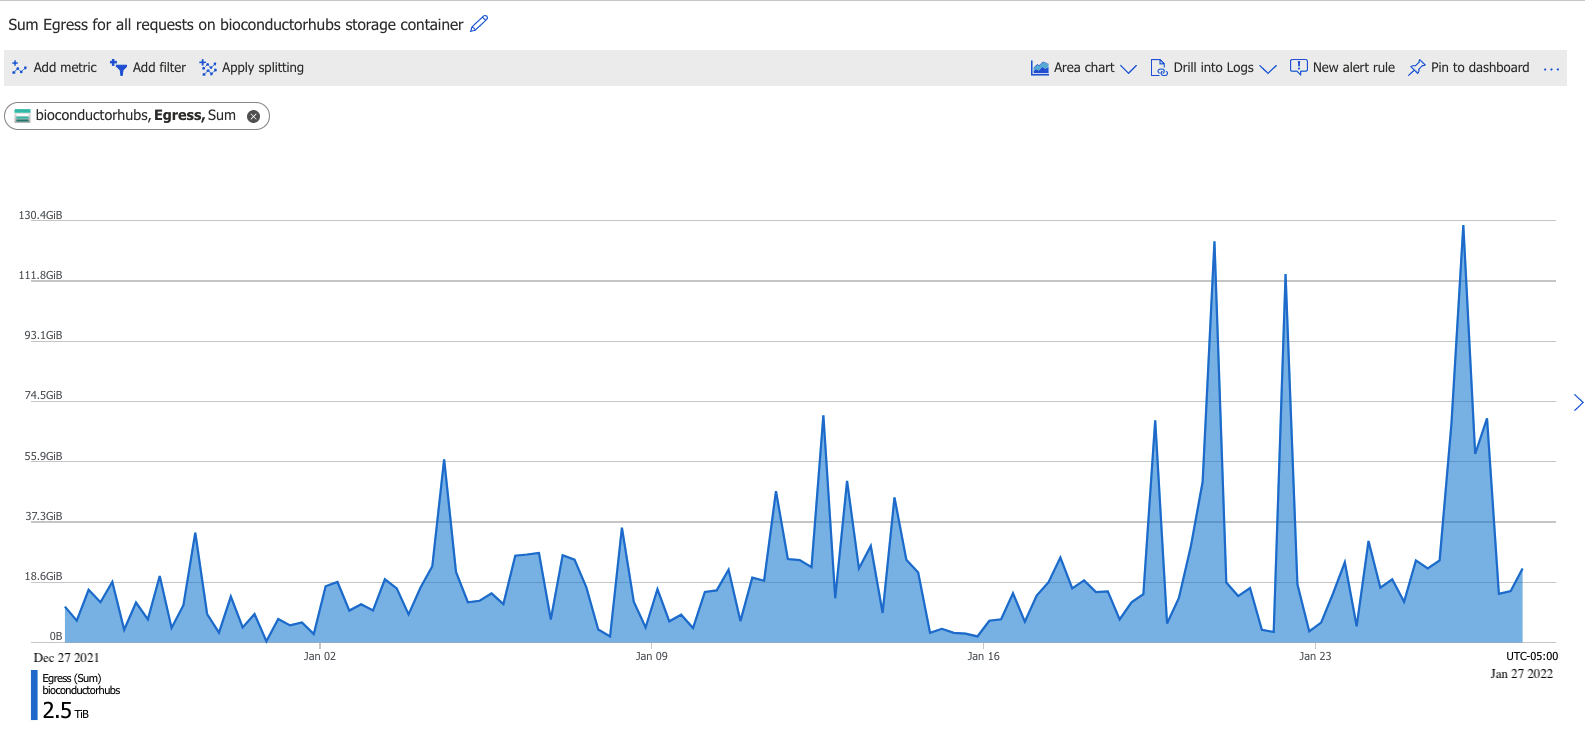 Sum Egress for all requests on bioconductorhubs storage container
Add metric Add filter Apply splitting Area chart Drill into Logs New alert rule Pin to dashboard ...
bioconductorhubs, Egress, Sum
130.4GiB
111.8GiB
93.1GiB
74.5GiB
55.9GiB
37.3GiB
18.6GiB
0B
Dec 27 2021 Jan 02 Jan 09 Jan 16 Jan 23 UTC-05:00
Jan 27 2022
Egress (Sum)
bioconductorhubs
2.5 TiB